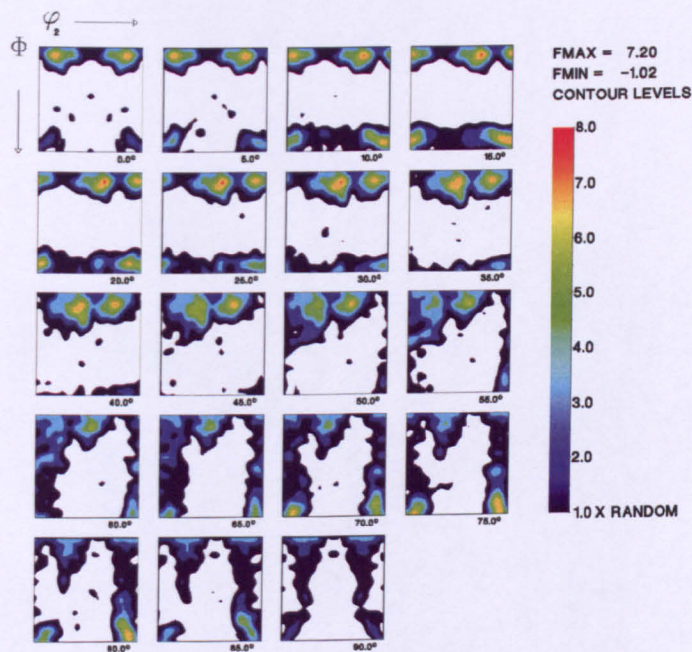 φ₂
Φ
FMAX = 7.20
FMIN = -1.02
CONTOUR LEVELS
0.0° 5.0° 10.0° 15.0°
8.0
7.0
20.0° 25.0° 30.0° 35.0°
6.0
5.0
40.0° 45.0° 50.0° 55.0°
4.0
3.0
60.0° 65.0° 70.0° 75.0°
2.0
1.0 X RANDOM
80.0° 85.0° 90.0°